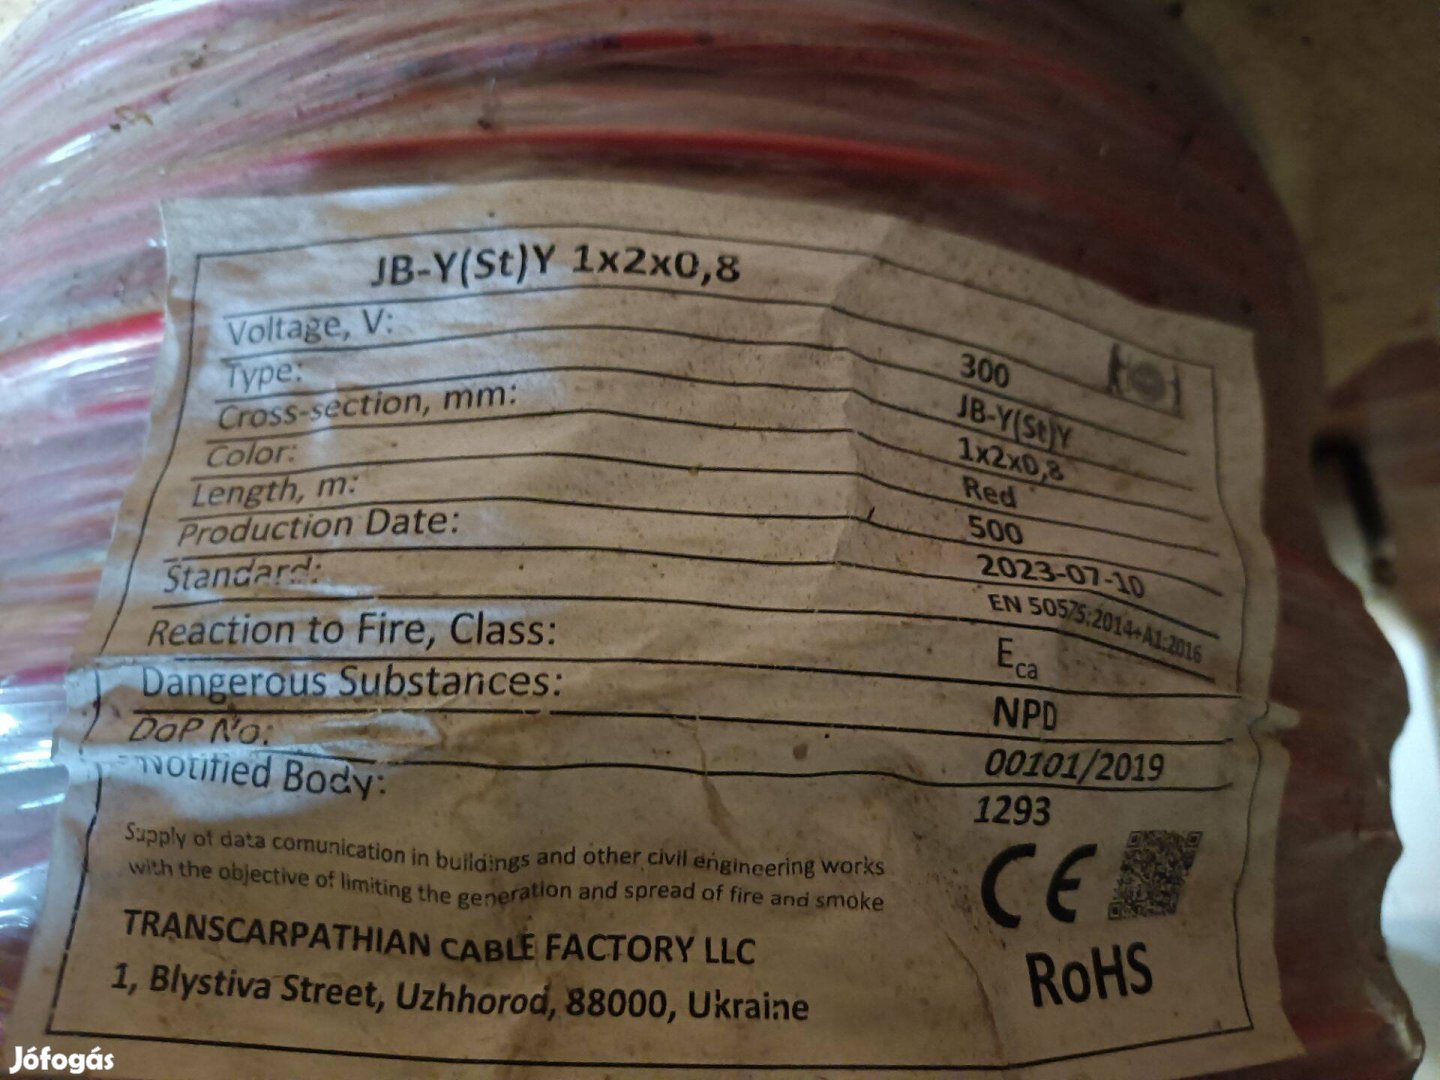 JB-Y(St)Y 1x2x0,8
Voltage, V: 300
Type: JB-Y(St)Y
Cross-section, mm: 1x2x0,8
Color: Red
Length, m: 500
Production Date: 2023-07-10
Standard: EN 50575:2014+A1:2016
Reaction to Fire, Class: Eca
Dangerous Substances: NPD
DoP No: 00101/2019
Notified Body: 1293
Supply of data comunication in buildings and other civil engineering works
with the objective of limiting the generation and spread of fire and smoke
CE
TRANSCARPATHIAN CABLE FACTORY LLC
1, Blystiva Street, Uzhhorod, 88000, Ukraine
RoHS
Jófogás